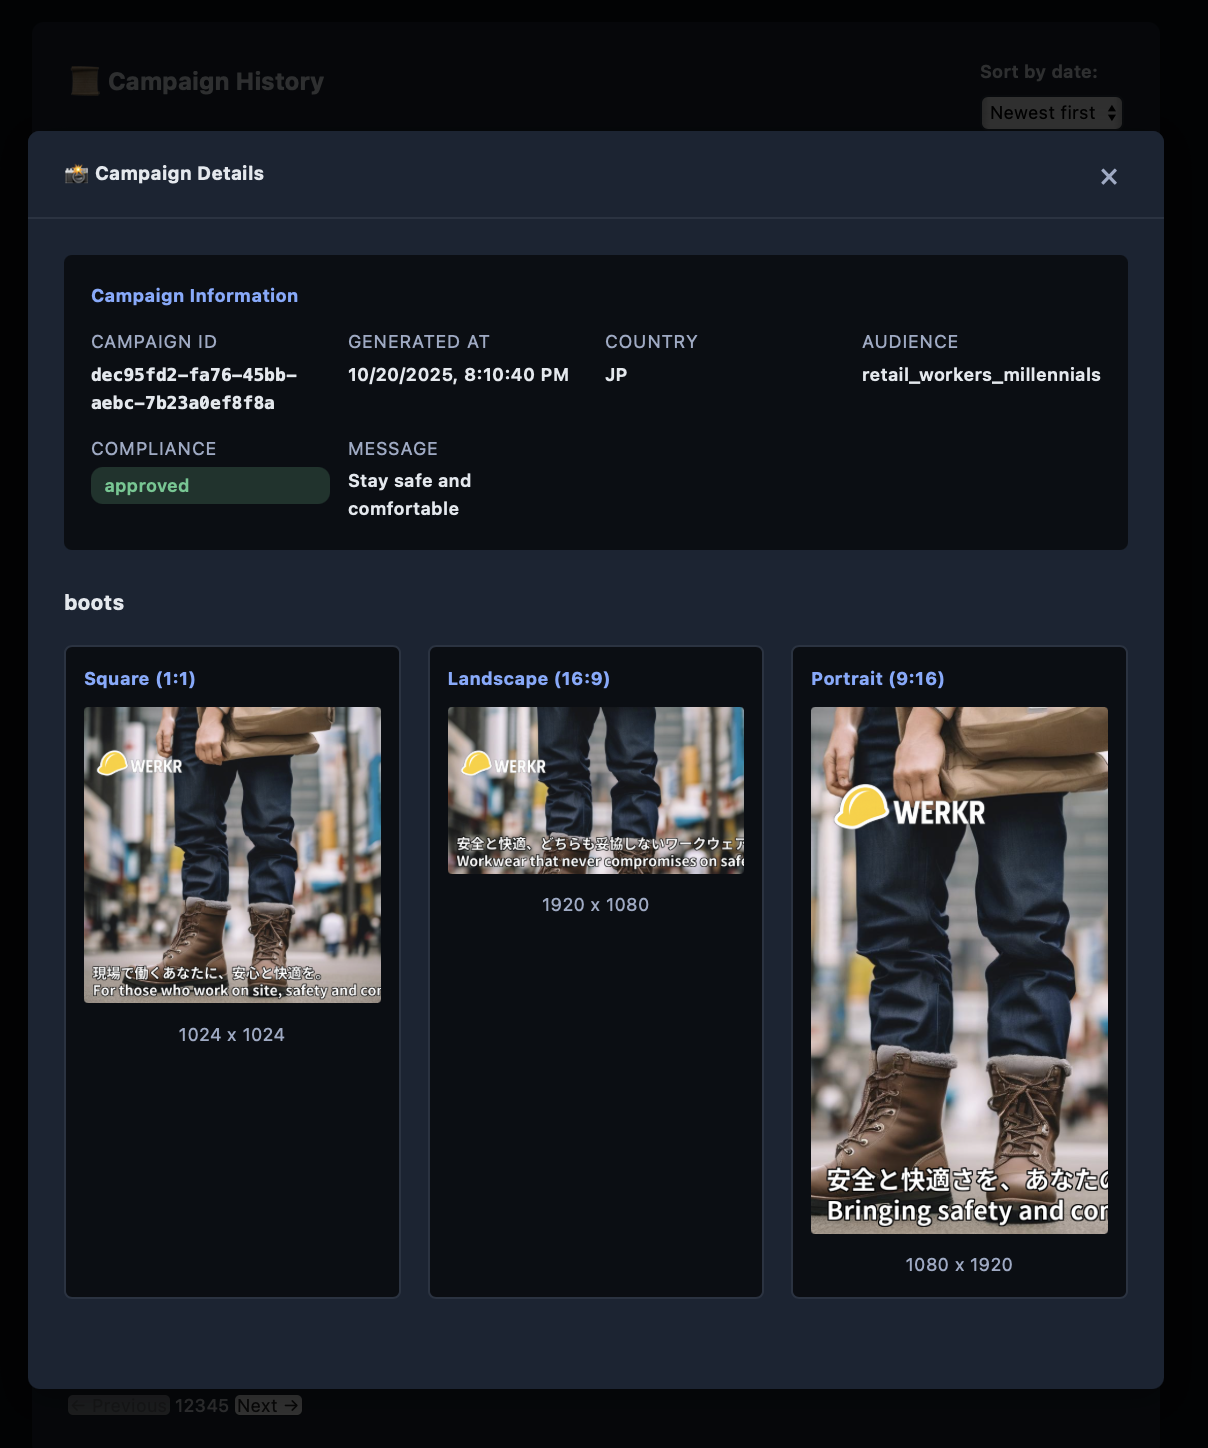 Campaign History
Sort by date:
Newest first
Campaign Details
×
Campaign Information
CAMPAIGN ID
dec95fd2-fa76-45bb-
aebc-7b23a0ef8f8a
GENERATED AT
10/20/2025, 8:10:40 PM
COUNTRY
JP
AUDIENCE
retail_workers_millennials
COMPLIANCE
approved
MESSAGE
Stay safe and
comfortable
boots
Square (1:1)
WERKR
現場で働くあなたに、安心と快適を。
For those who work on site, safety and cor
1024 x 1024
Landscape (16:9)
WERKR
安全と快適、どちらも妥協しないワークウェア
Workwear that never compromises on safe
1920 x 1080
Portrait (9:16)
WERKR
安全と快適さを、あなたの
Bringing safety and cor
1080 x 1920
← Previous 12345 Next →